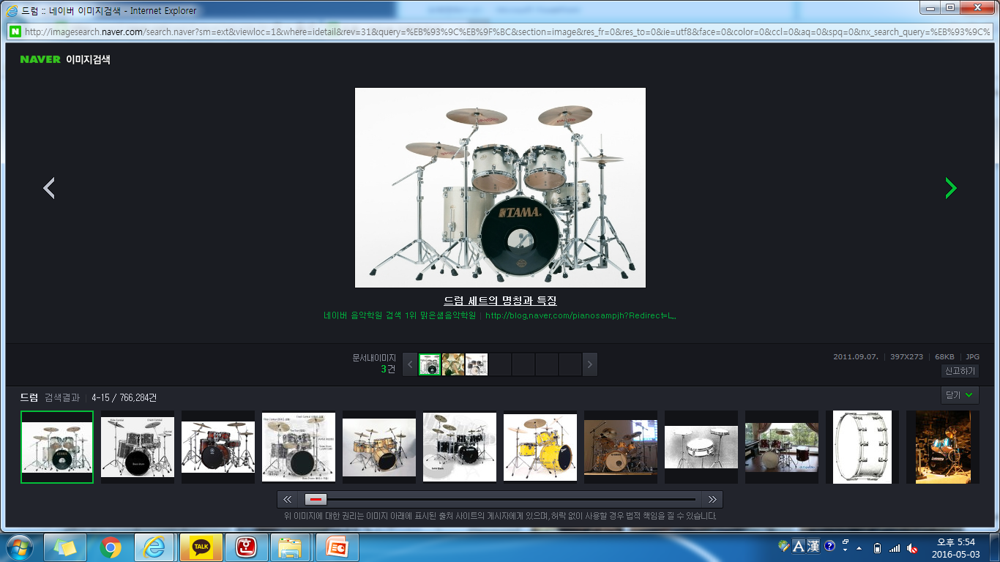 드럼 :: 네이버 이미지검색 - Internet Explorer
http://imagesearch.naver.com/search.naver?sm=ext&viewloc=1&where=idetail&rev=31&query=%EB%93%9C%EB%9F%BC&section=image&res_fr=0&res_to=0&ie=utf8&face=0&color=0&ccl=0&aq=0&spq=0&nx_search_query=%EB%93%9C%
NAVER 이미지검색
TAMA
드럼 세트의 명칭과 특징
네이버 음악학원 검색 1위 맑은샘음악학원 | http://blog.naver.com/pianosampjh?Redirect=L...
문서내이미지
3건
2011.09.07. | 397X273 | 68KB | JPG
신고하기
드럼 검색결과 | 4-15 / 766,284건
닫기
위 이미지에 대한 권리는 이미지 아래에 표시된 출처 사이트의 게시자에게 있으며, 허락 없이 사용할 경우 법적 책임을 질 수 있습니다.
TALK
A 漢
오후 5:54
2016-05-03